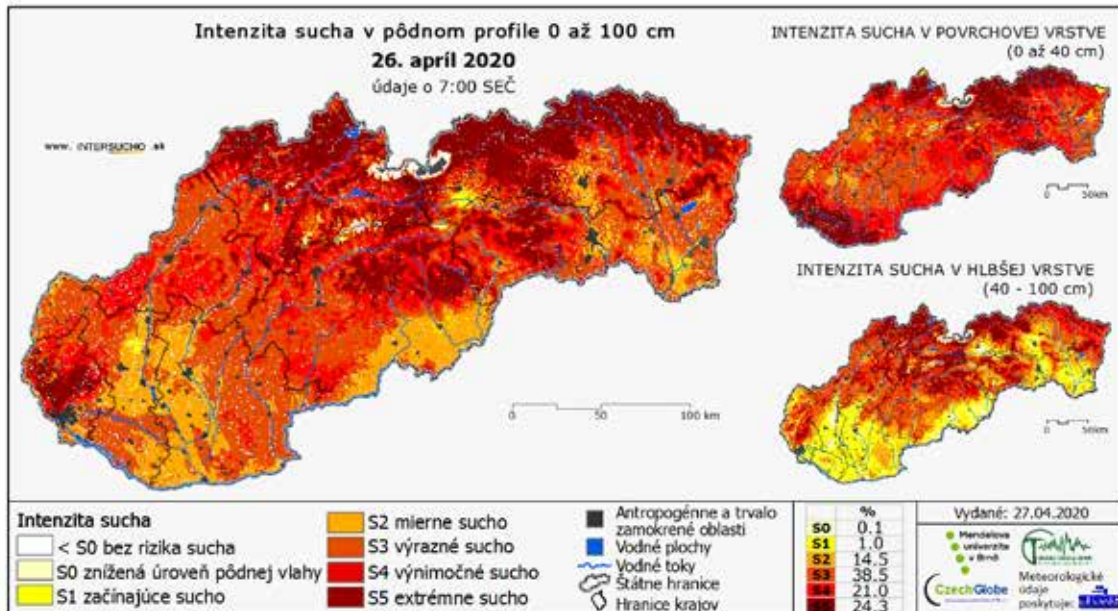 Intenzita sucha v pôdnom profile 0 až 100 cm
26. apríl 2020
údaje o 7:00 SEČ
www. INTERSUCHO .sk
0 50 100 km
INTENZITA SUCHA V POVRCHOVEJ VRSTVE
(0 až 40 cm)
0 50km
INTENZITA SUCHA V HLBŠEJ VRSTVE
(40 - 100 cm)
0 50km
Intenzita sucha
< S0 bez rizika sucha
S0 znížená úroveň pôdnej vlahy
S1 začínajúce sucho
S2 mierne sucho
S3 výrazné sucho
S4 výnimočné sucho
S5 extrémne sucho
Antropogénne a trvalo
zamokrené oblasti
Vodné plochy
Vodné toky
Štátne hranice
Hranice krajov
%
S0 0.1
S1 1.0
S2 14.5
S3 38.5
S4 21.0
S5 24.3
Vydané: 27.04.2020
Mendelova
univerzita
v Brně
CzechGlobe
Meteorologické
údaje
poskytuje: